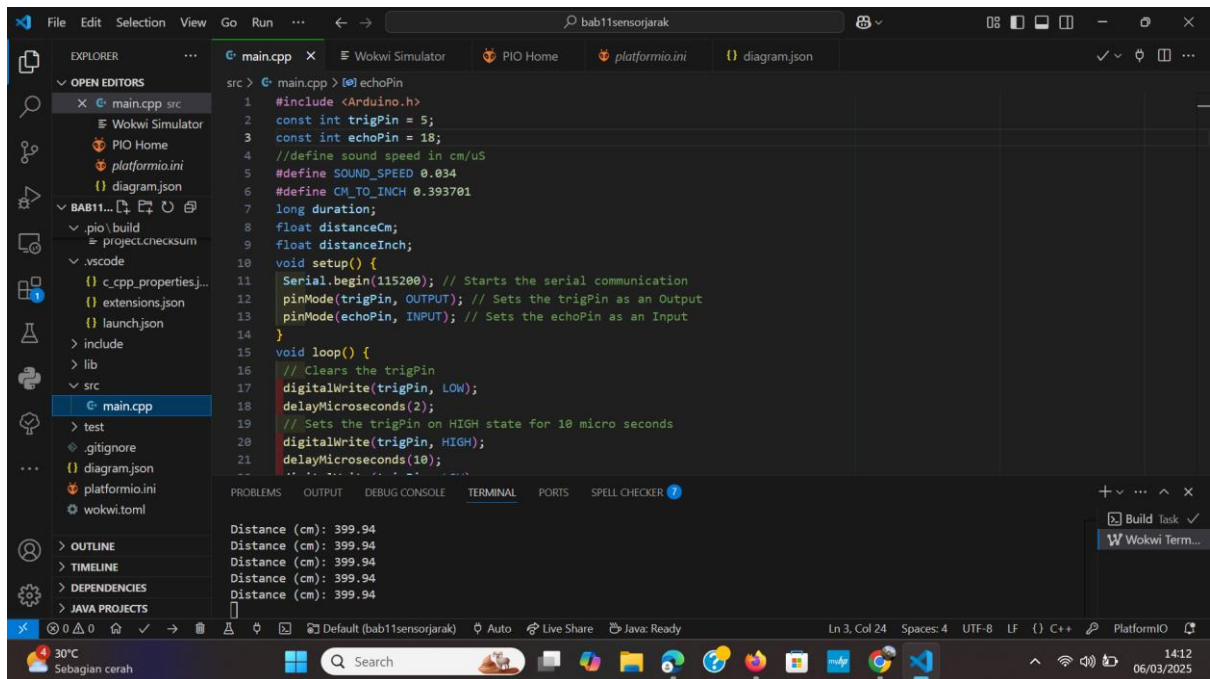 File Edit Selection View Go Run ··· bab11sensorjarak
EXPLORER ···
OPEN EDITORS
main.cpp src
Wokwi Simulator
PIO Home
platformio.ini
{} diagram.json
BAB11...
.pio\build
project.checksum
.vscode
{} c_cpp_properties.j...
{} extensions.json
{} launch.json
> include
> lib
src
main.cpp
> test
.gitignore
{} diagram.json
platformio.ini
wokwi.toml
> OUTLINE
> TIMELINE
> DEPENDENCIES
> JAVA PROJECTS
main.cpp Wokwi Simulator PIO Home platformio.ini {} diagram.json
src > main.cpp > echoPin
1 #include <Arduino.h>
2 const int trigPin = 5;
3 const int echoPin = 18;
4 //define sound speed in cm/uS
5 #define SOUND_SPEED 0.034
6 #define CM_TO_INCH 0.393701
7 long duration;
8 float distanceCm;
9 float distanceInch;
10 void setup() {
11 Serial.begin(115200); // Starts the serial communication
12 pinMode(trigPin, OUTPUT); // Sets the trigPin as an Output
13 pinMode(echoPin, INPUT); // Sets the echoPin as an Input
14 }
15 void loop() {
16 // Clears the trigPin
17 digitalWrite(trigPin, LOW);
18 delayMicroseconds(2);
19 // Sets the trigPin on HIGH state for 10 micro seconds
20 digitalWrite(trigPin, HIGH);
21 delayMicroseconds(10);
PROBLEMS OUTPUT DEBUG CONSOLE TERMINAL PORTS SPELL CHECKER 7
Distance (cm): 399.94
Distance (cm): 399.94
Distance (cm): 399.94
Distance (cm): 399.94
Distance (cm): 399.94
Build Task
Wokwi Term...
1
0 0 Default (bab11sensorjarak) Auto Live Share Java: Ready Ln 3, Col 24 Spaces: 4 UTF-8 LF {} C++ PlatformIO
4
30°C
Sebagian cerah
Search
14:12
06/03/2025